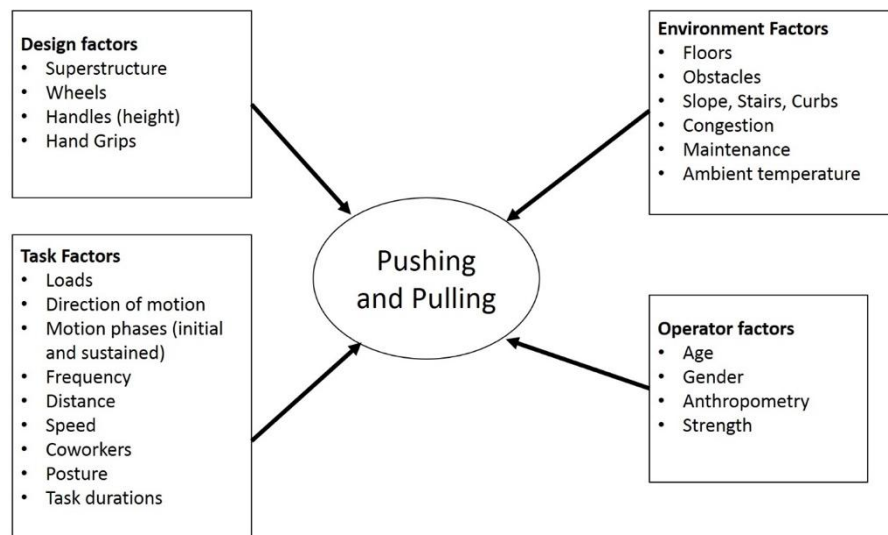 Design factors
• Superstructure
• Wheels
• Handles (height)
• Hand Grips
Environment Factors
• Floors
• Obstacles
• Slope, Stairs, Curbs
• Congestion
• Maintenance
• Ambient temperature
Pushing
and Pulling
Task Factors
• Loads
• Direction of motion
• Motion phases (initial
and sustained)
• Frequency
• Distance
• Speed
• Coworkers
• Posture
• Task durations
Operator factors
• Age
• Gender
• Anthropometry
• Strength